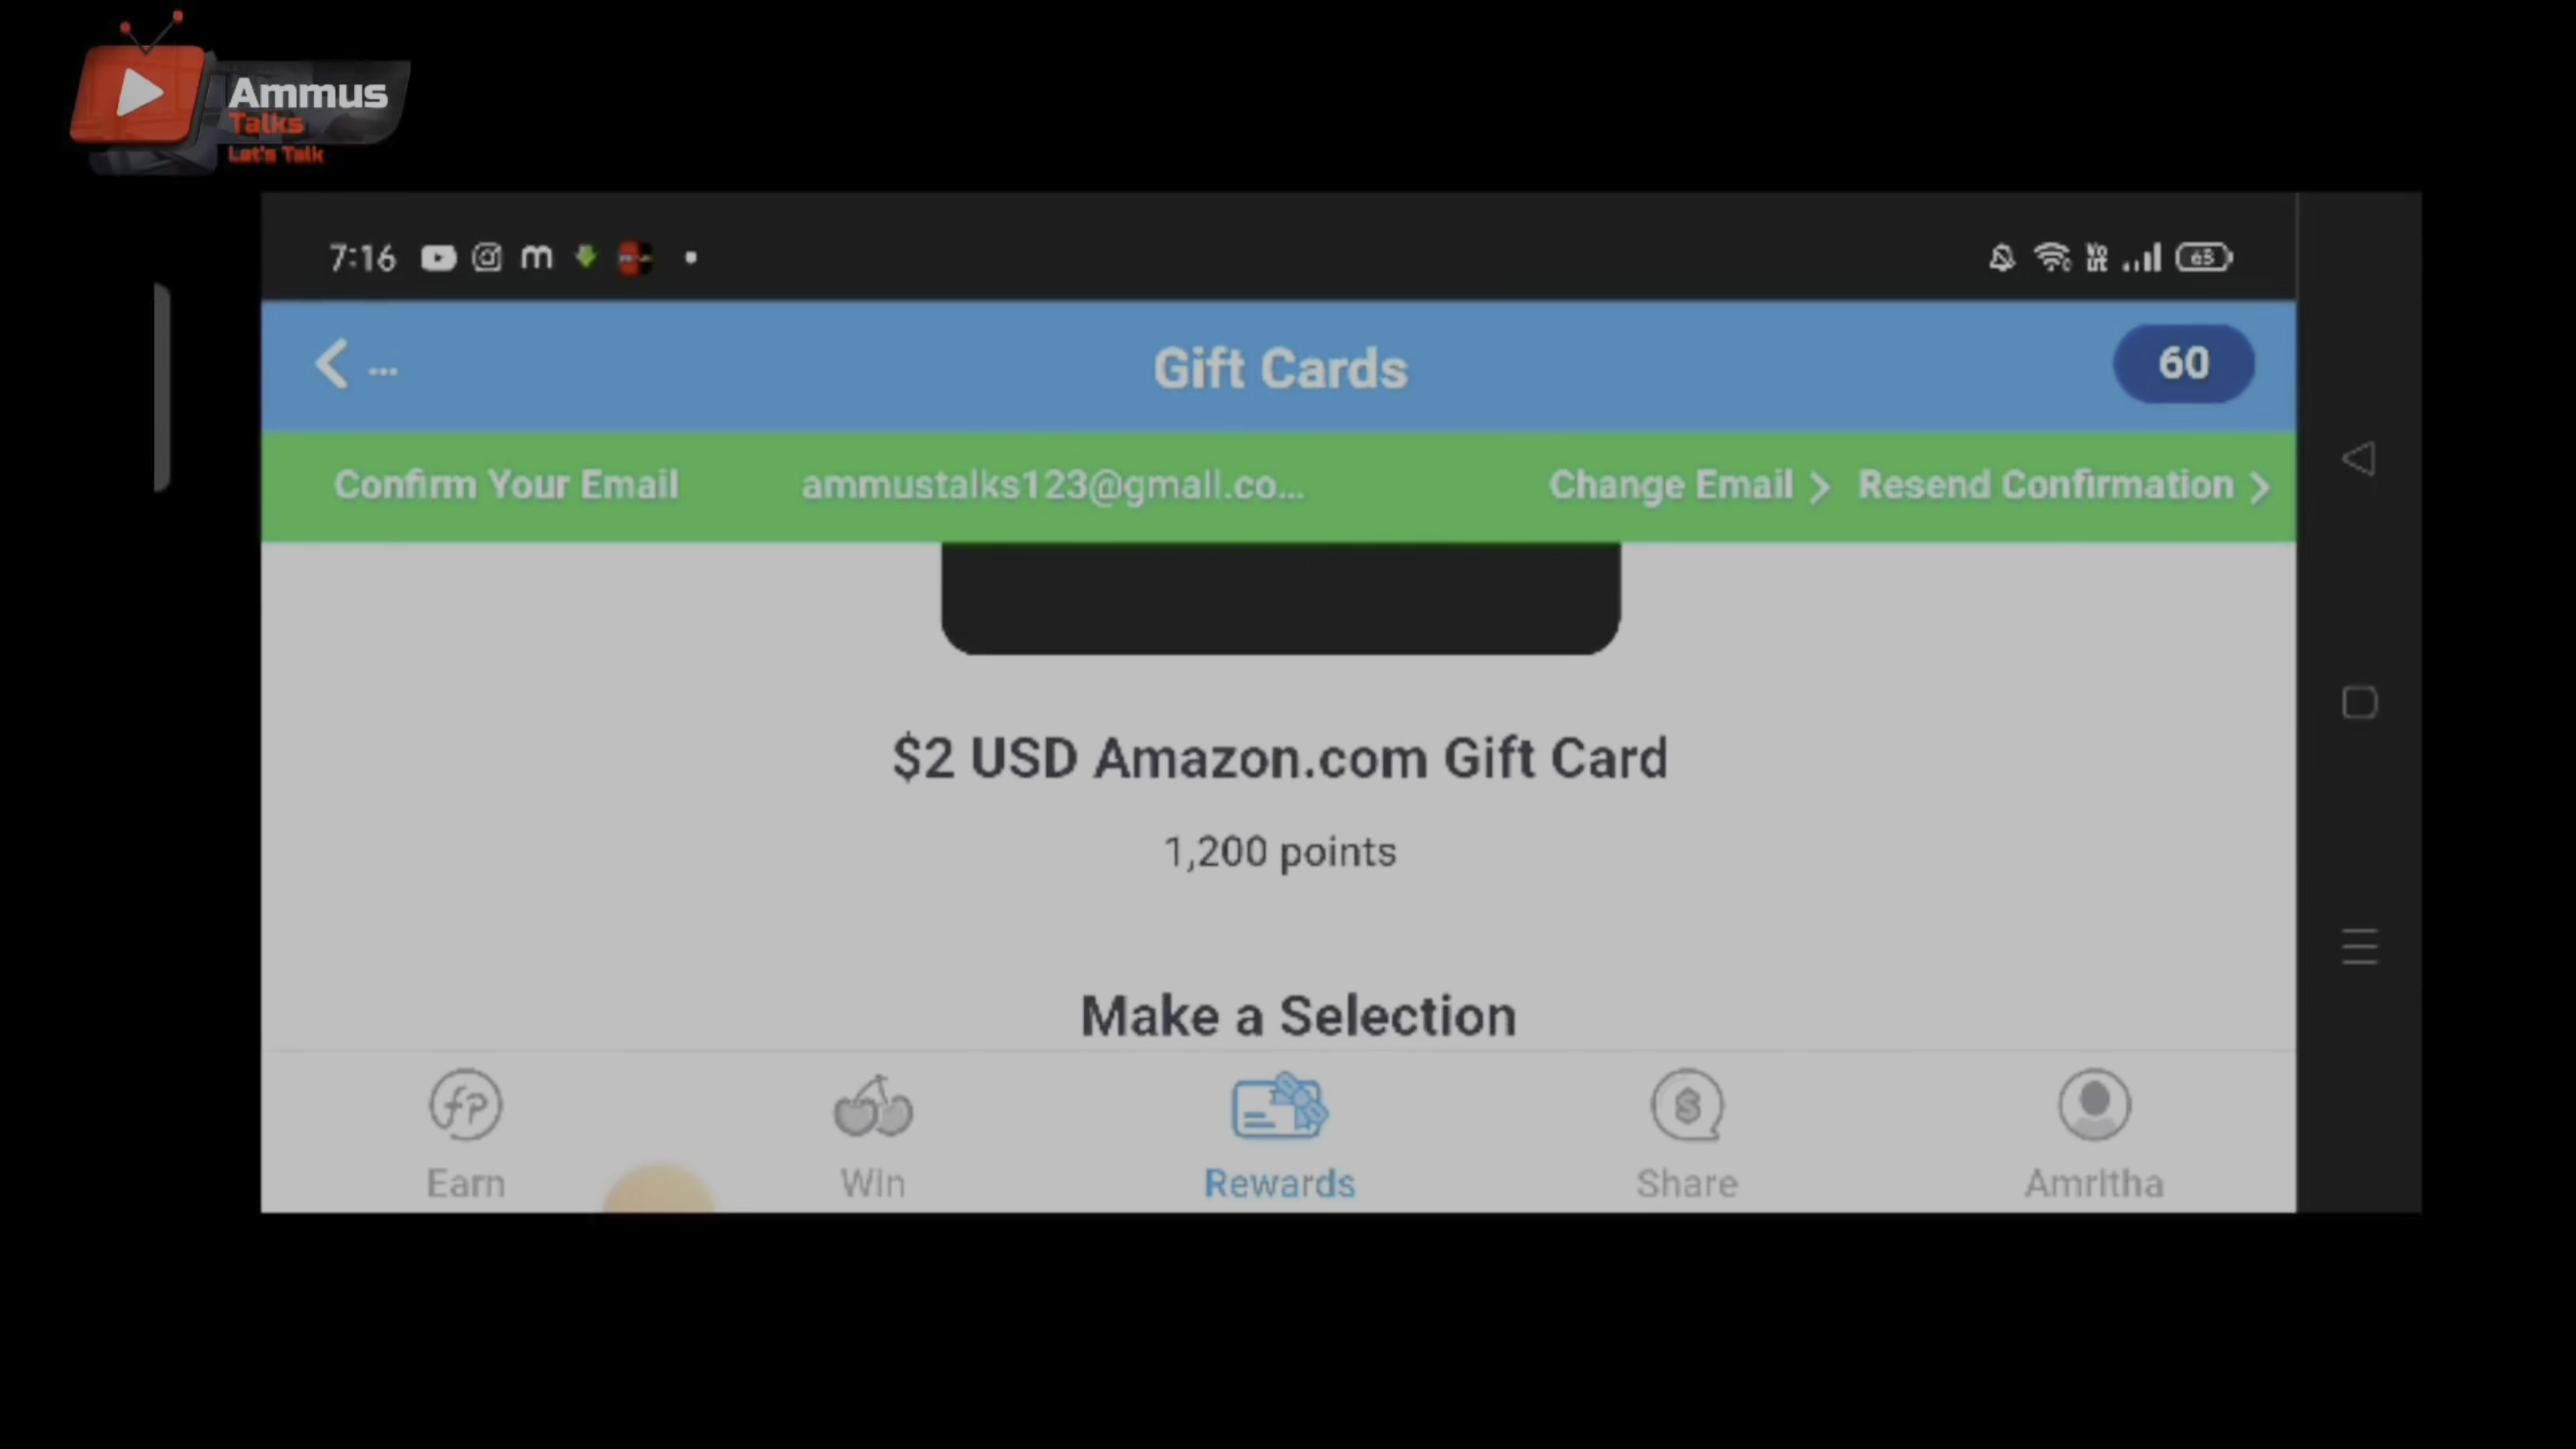 Ammus
Talks
Let's Talk
7:16
65
Gift Cards
60
Confirm Your Email ammustalks123@gmail.co... Change Email Resend Confirmation
$2 USD Amazon.com Gift Card
1,200 points
Make a Selection
Earn Win Rewards Share Amritha